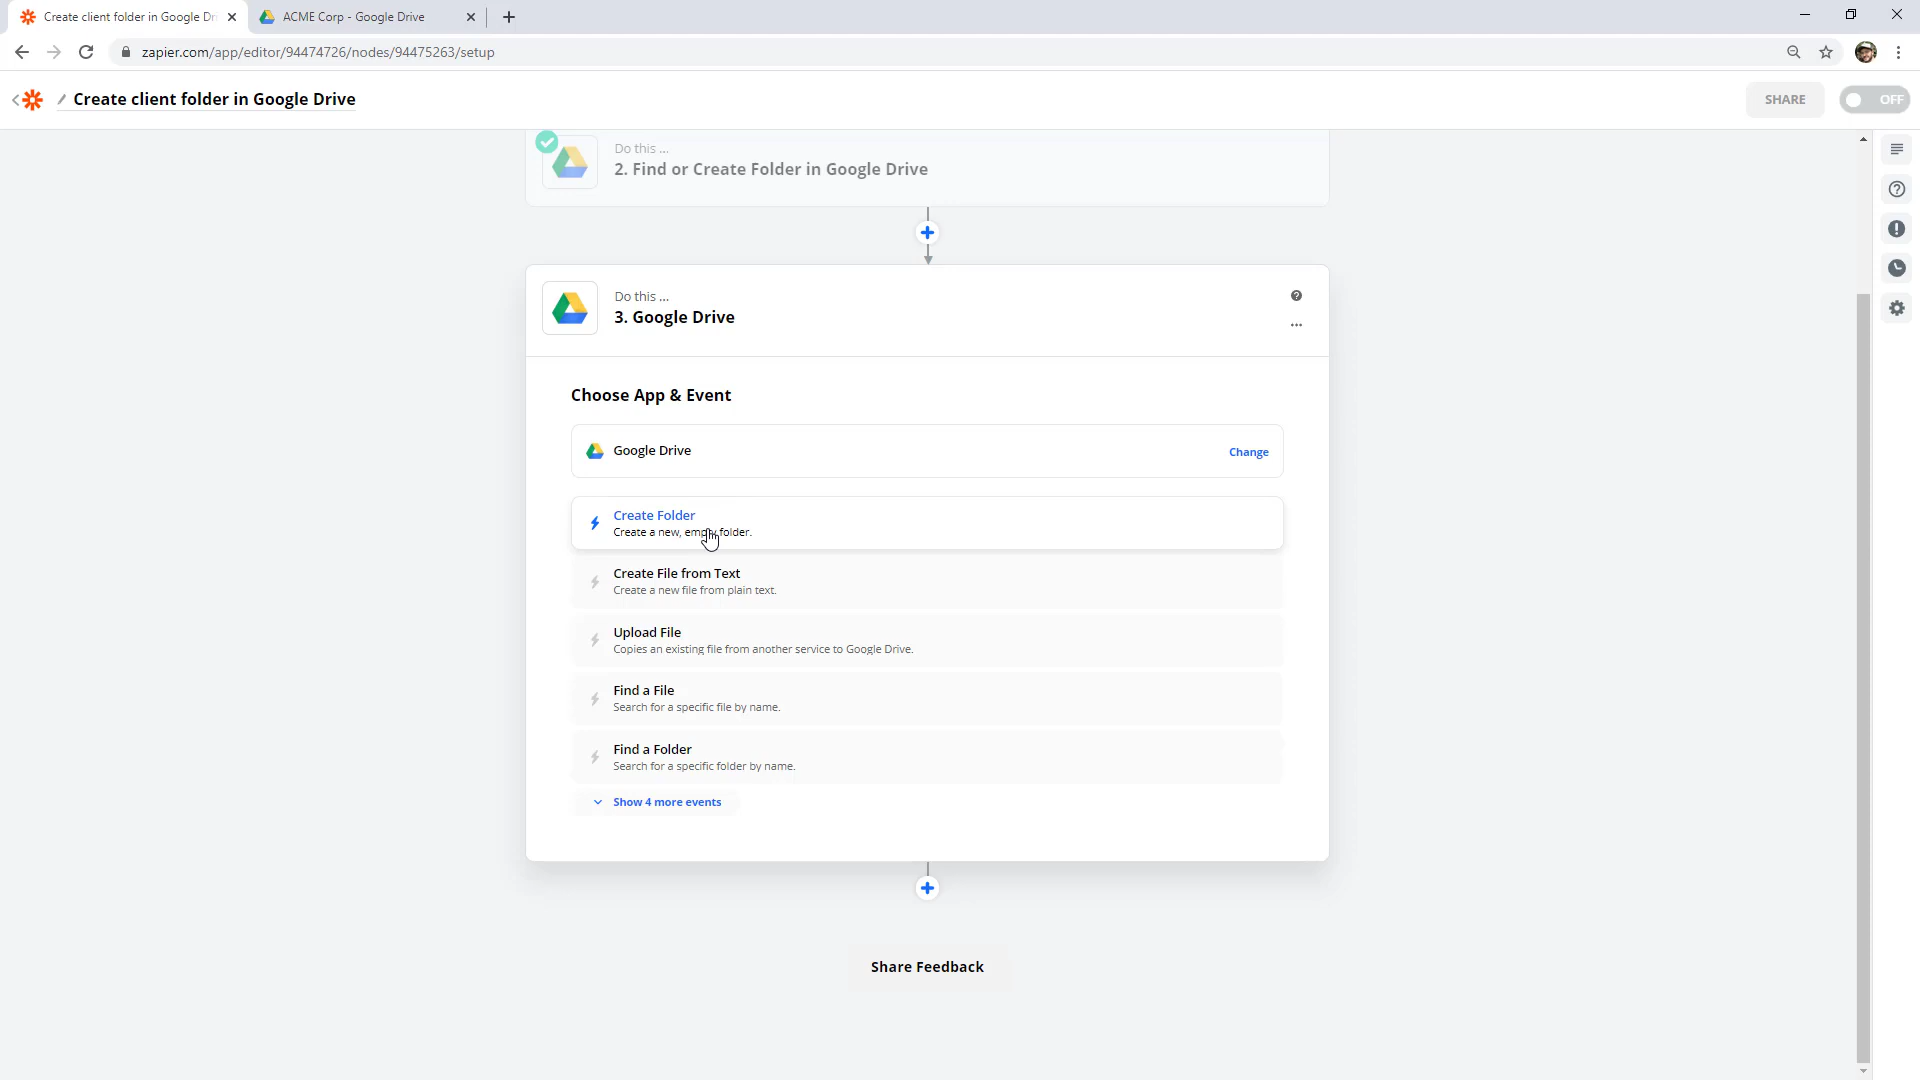 Create client folder in Google Dr
ACME Corp - Google Drive
zapier.com/app/editor/94474726/nodes/94475263/setup
Create client folder in Google Drive
SHARE
OFF
Do this ...
2. Find or Create Folder in Google Drive
Do this ...
3. Google Drive
Choose App & Event
Google Drive
Change
Create Folder
Create a new, empty folder.
Create File from Text
Create a new file from plain text.
Upload File
Copies an existing file from another service to Google Drive.
Find a File
Search for a specific file by name.
Find a Folder
Search for a specific folder by name.
Show 4 more events
Share Feedback